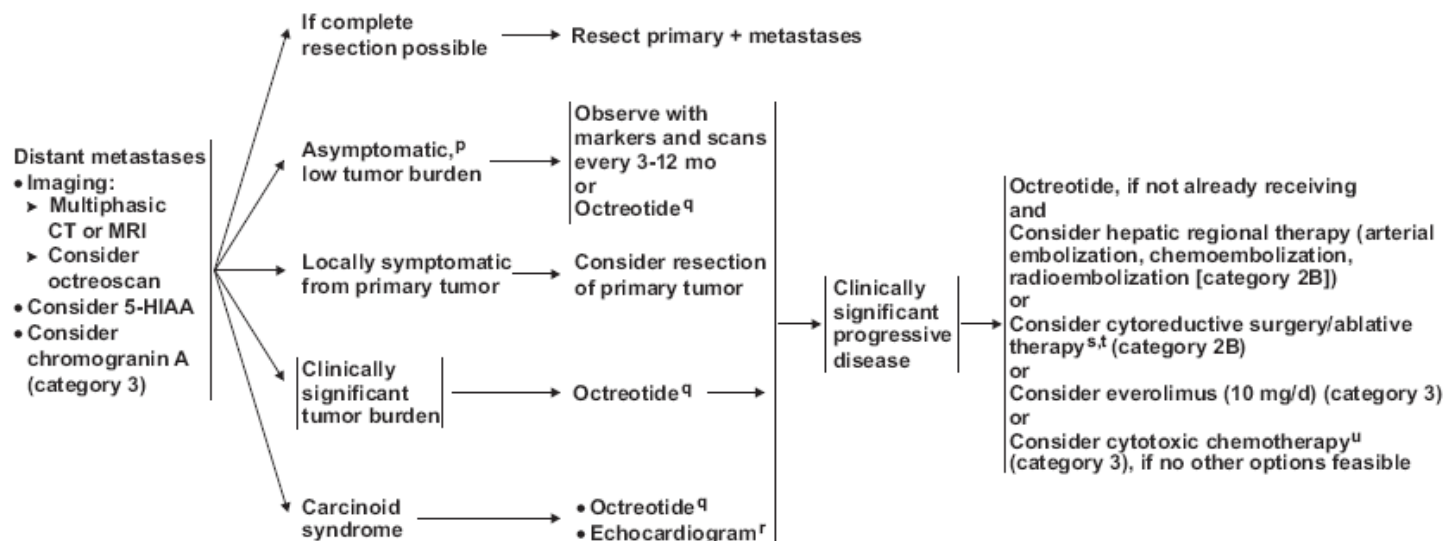 If complete
resection possible
Resect primary + metastases
Distant metastases
• Imaging:
➤ Multiphasic
CT or MRI
➤ Consider
octreoscan
• Consider 5-HIAA
• Consider
chromogranin A
(category 3)
Asymptomatic,p
low tumor burden
Observe with
markers and scans
every 3-12 mo
or
Octreotideq
Locally symptomatic
from primary tumor
Consider resection
of primary tumor
Clinically
significant
tumor burden
Octreotideq
Carcinoid
syndrome
• Octreotideq
• Echocardiogramr
Clinically
significant
progressive
disease
Octreotide, if not already receiving
and
Consider hepatic regional therapy (arterial
embolization, chemoembolization,
radioembolization [category 2B])
or
Consider cytoreductive surgery/ablative
therapys,t (category 2B)
or
Consider everolimus (10 mg/d) (category 3)
or
Consider cytotoxic chemotherapyu
(category 3), if no other options feasible